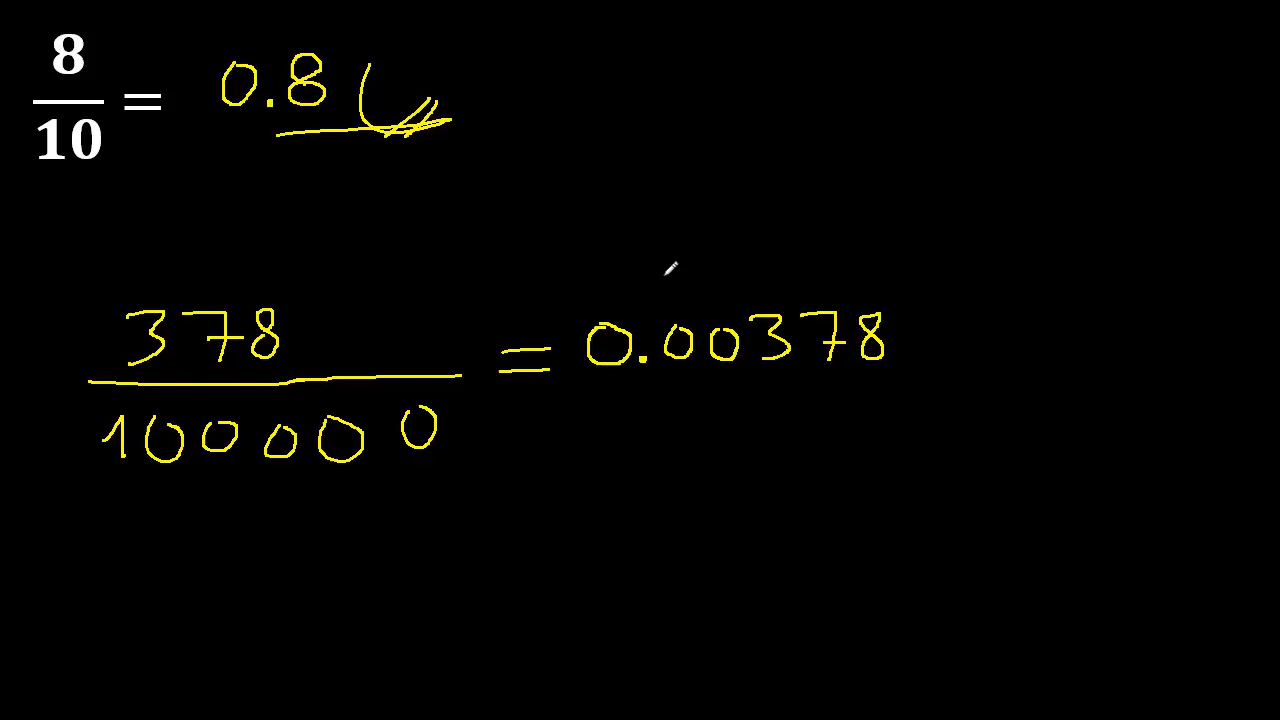 8/10 = 0.8
378/100000 = 0.00378